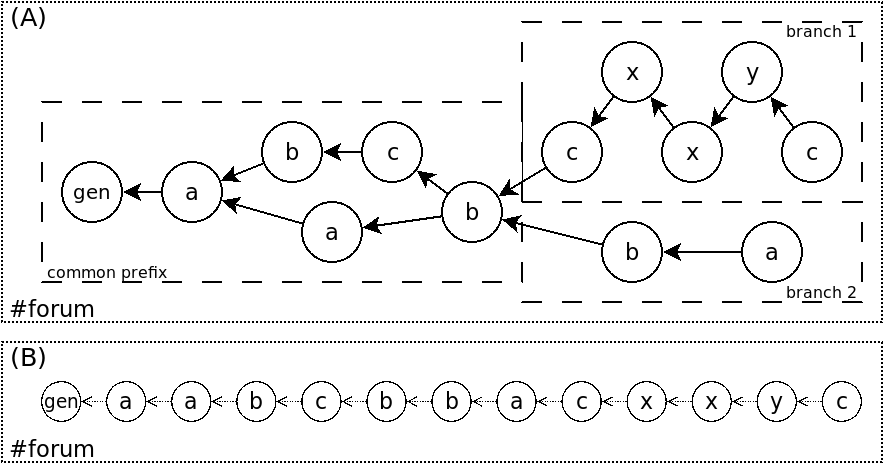 (A)
branch 1
x y
b c c x c
gen a
a b
b a
common prefix
branch 2
#forum
(B)
gen a a b c b b a c x x y c
#forum